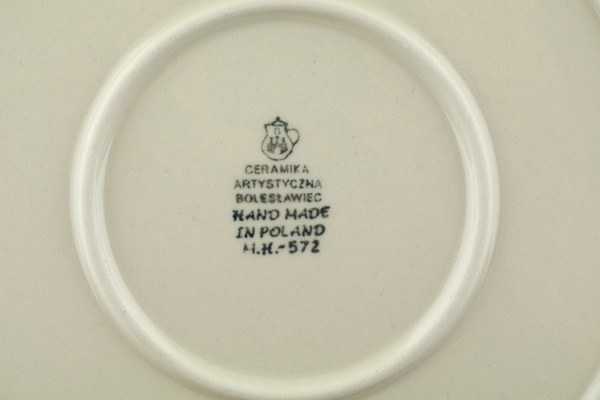 CERAMIKA
ARTYSTYCZNA
BOLESŁAWIEC
HAND MADE
IN POLAND
M.H.-572